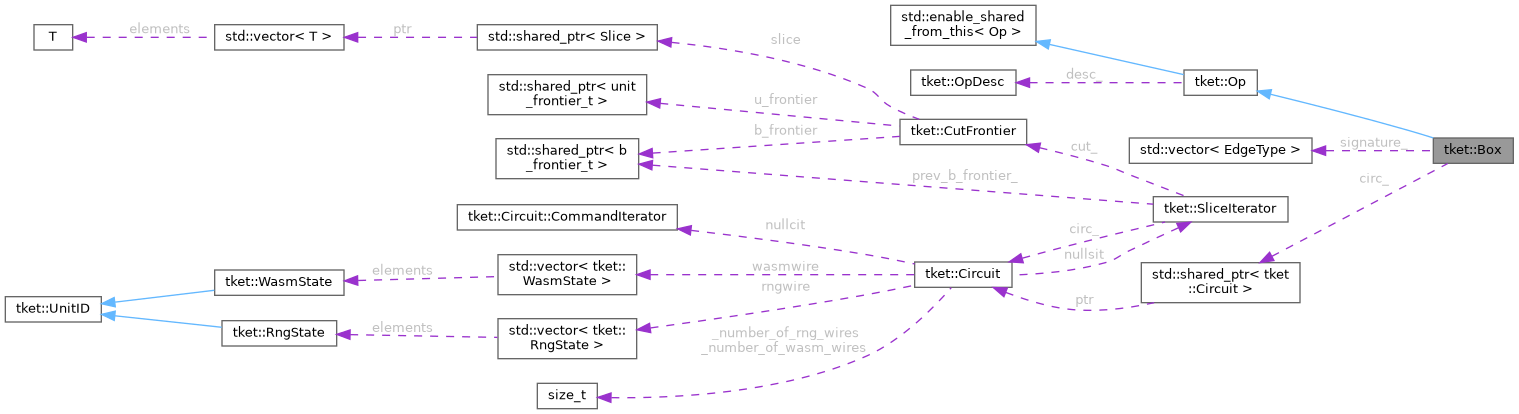 std::enable_shared
_from_this< Op >
T
elements
std::vector< T >
ptr
std::shared_ptr< Slice >
slice
tket::OpDesc
desc_
tket::Op
std::shared_ptr< unit
_frontier_t >
u_frontier
b_frontier
tket::CutFrontier
std::shared_ptr< b
_frontier_t >
cut_
std::vector< EdgeType >
signature_
tket::Box
prev_b_frontier_
circ_
tket::SliceIterator
tket::Circuit::CommandIterator
nullcit
circ_
nullsit
std::vector< tket::
WasmState >
wasmwire
tket::Circuit
std::shared_ptr< tket
::Circuit >
elements
tket::WasmState
rngwire
ptr
tket::UnitID
tket::RngState
elements
std::vector< tket::
RngState >
_number_of_rng_wires
_number_of_wasm_wires
size_t